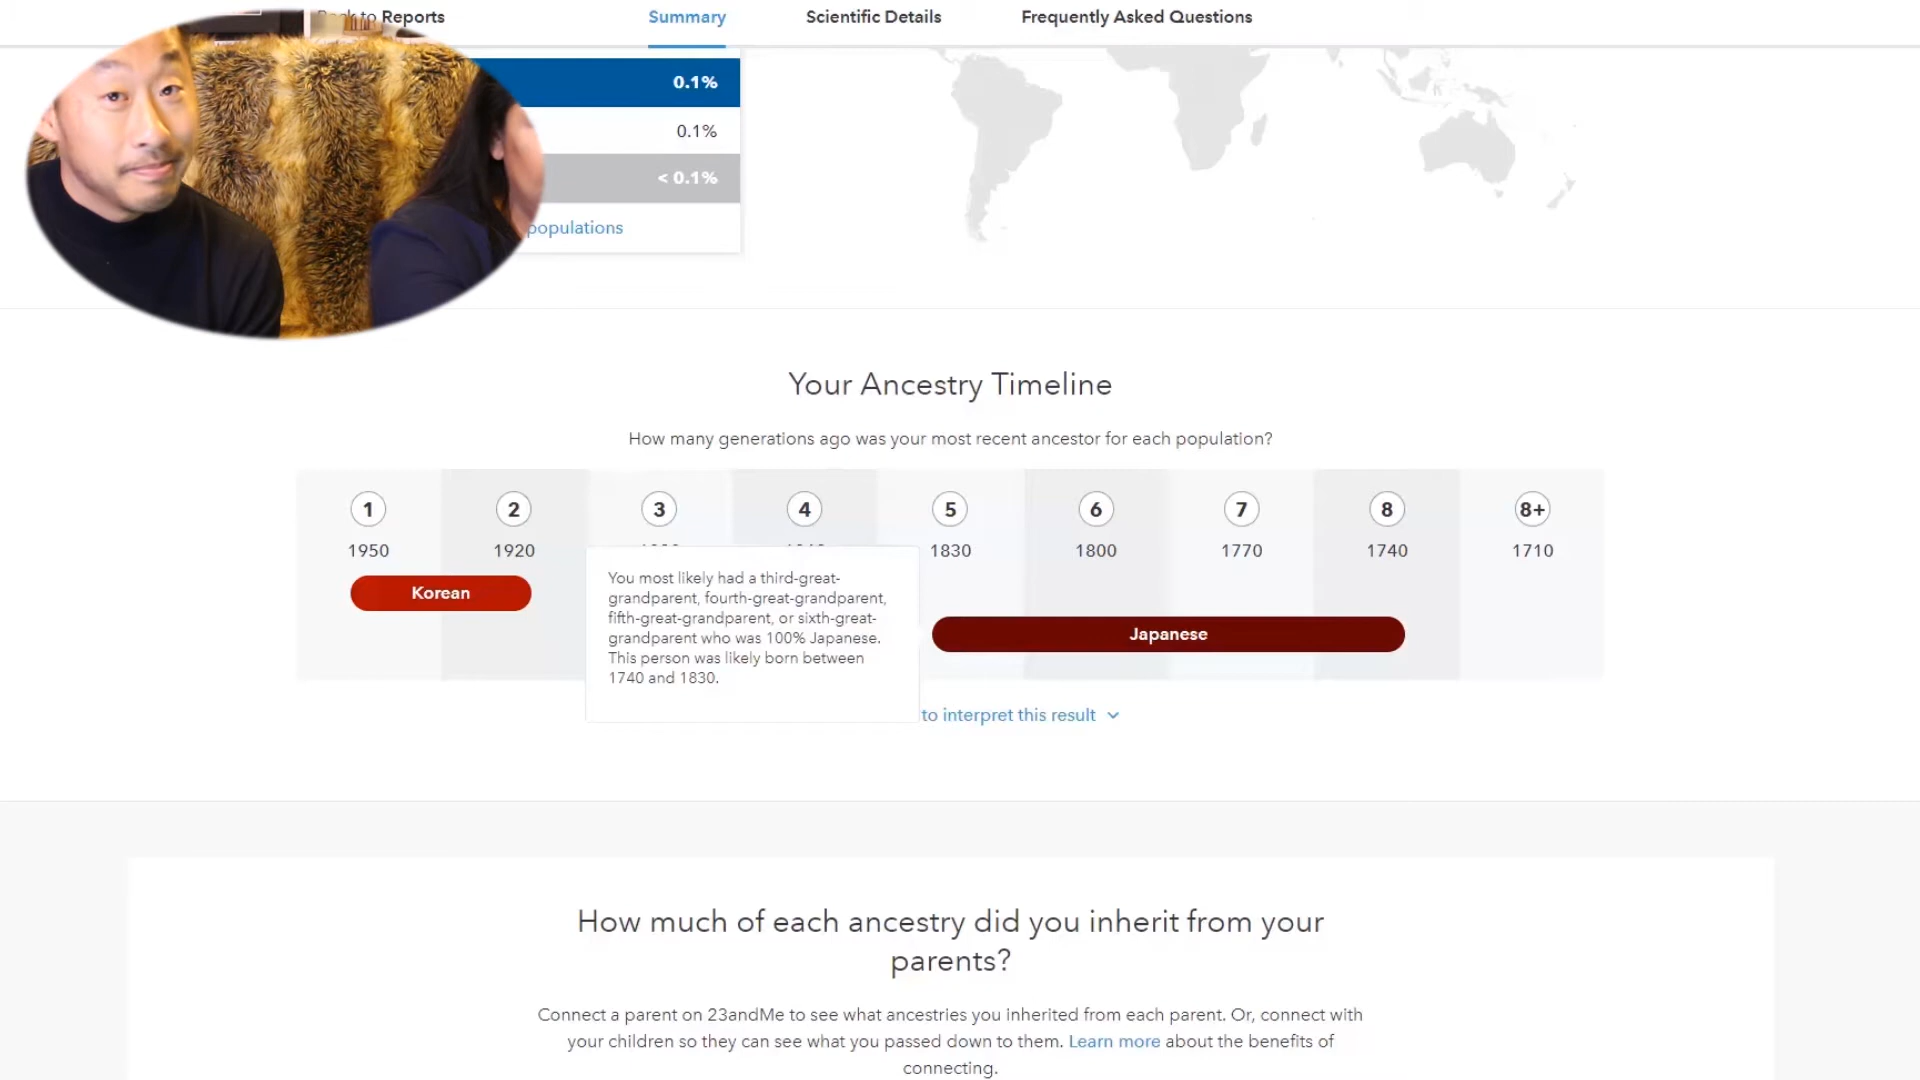 Back to Reports
Summary
Scientific Details
Frequently Asked Questions
0.1%
0.1%
< 0.1%
populations
Your Ancestry Timeline
How many generations ago was your most recent ancestor for each population?
1 2 3 4 5 6 7 8 8+
1950 1920 1830 1800 1770 1740 1710
Korean
You most likely had a third-great-
grandparent, fourth-great-grandparent,
fifth-great-grandparent, or sixth-great-
grandparent who was 100% Japanese.
This person was likely born between
1740 and 1830.
Japanese
to interpret this result
How much of each ancestry did you inherit from your
parents?
Connect a parent on 23andMe to see what ancestries you inherited from each parent. Or, connect with
your children so they can see what you passed down to them. Learn more about the benefits of
connecting.